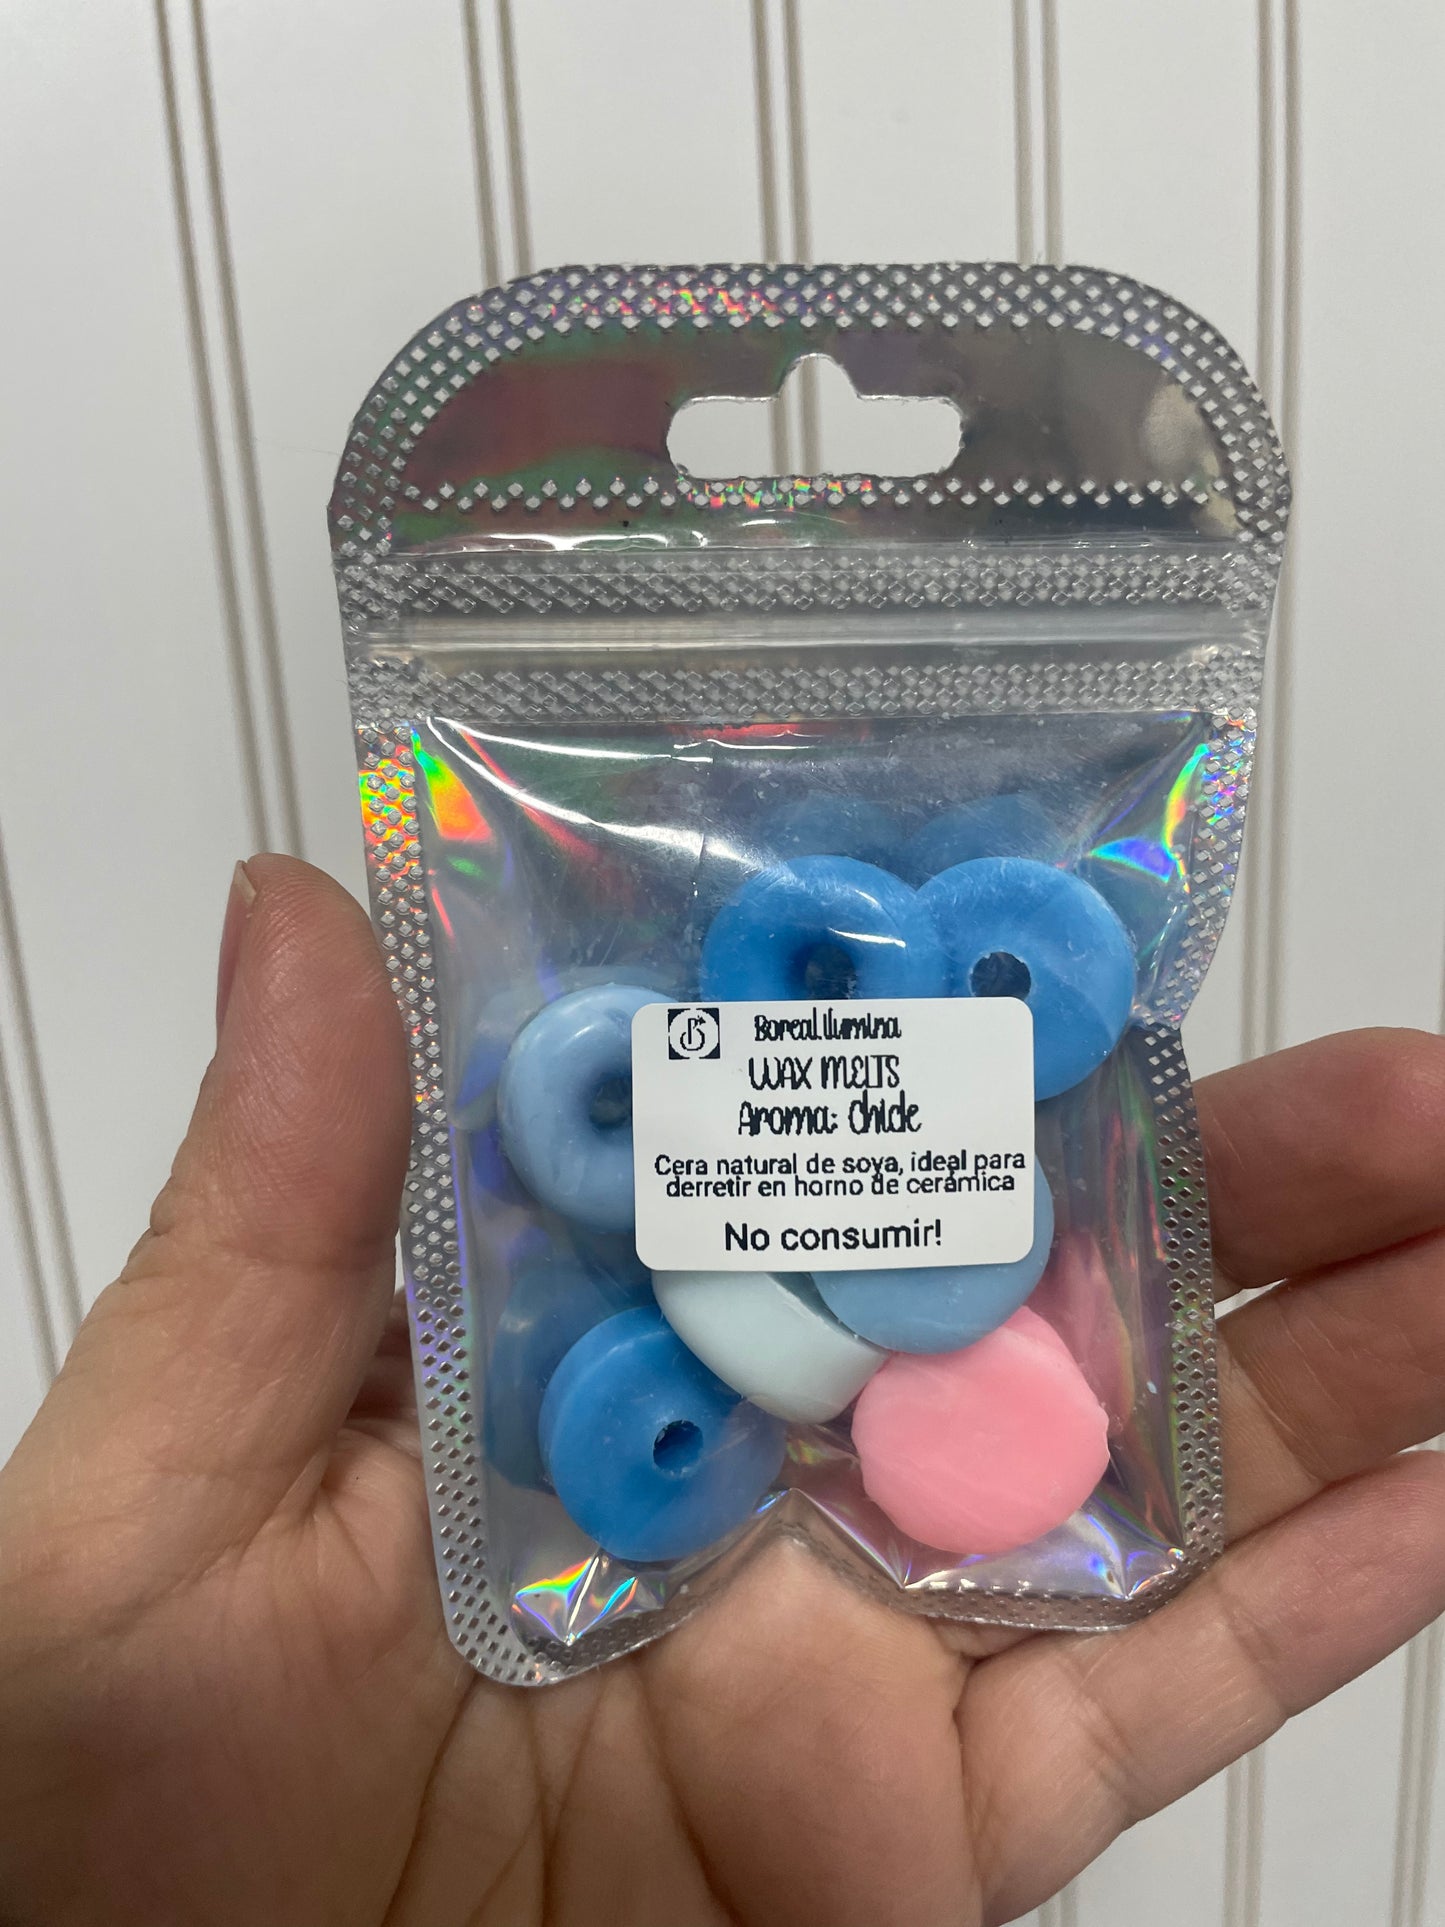 Boreal.Ilumina
WAX MELTS
Aroma: Chicle
Cera natural de soya, ideal para
derretir en horno de cerámica
No consumir!